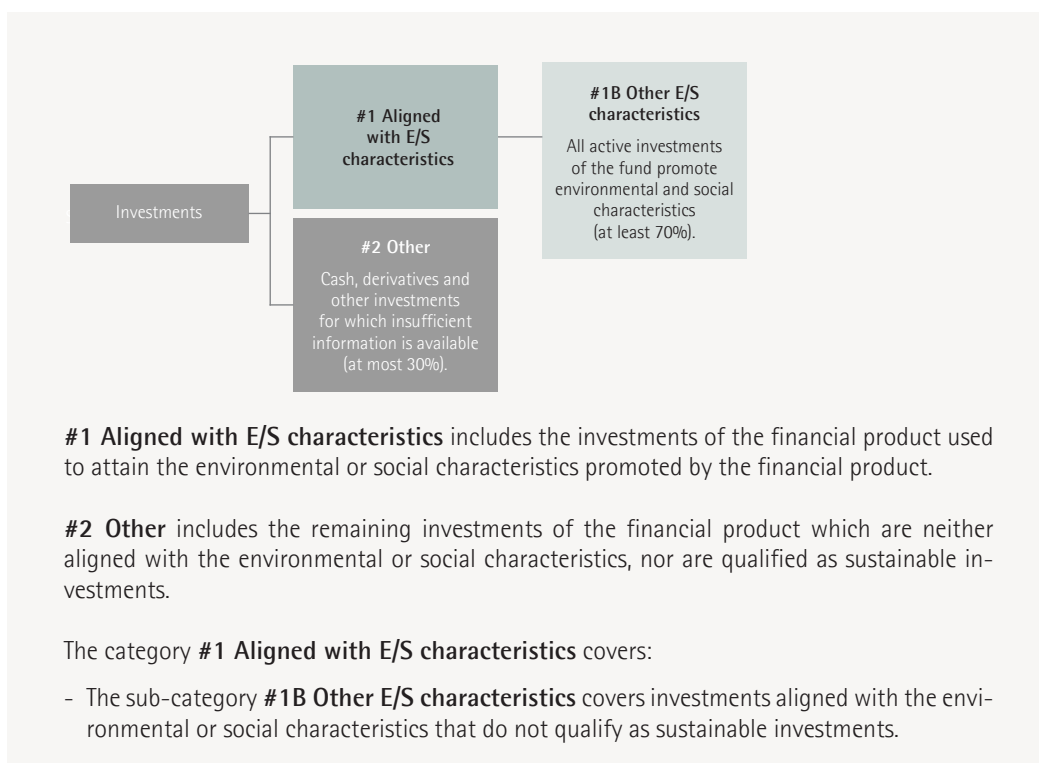 Investments
#1 Aligned
with E/S
characteristics
#1B Other E/S
characteristics
All active investments
of the fund promote
environmental and social
characteristics
(at least 70%).
#2 Other
Cash, derivatives and
other investments
for which insufficient
information is available
(at most 30%).
#1 Aligned with E/S characteristics includes the investments of the financial product used
to attain the environmental or social characteristics promoted by the financial product.
#2 Other includes the remaining investments of the financial product which are neither
aligned with the environmental or social characteristics, nor are qualified as sustainable in-
vestments.
The category #1 Aligned with E/S characteristics covers:
- The sub-category #1B Other E/S characteristics covers investments aligned with the envi-
ronmental or social characteristics that do not qualify as sustainable investments.